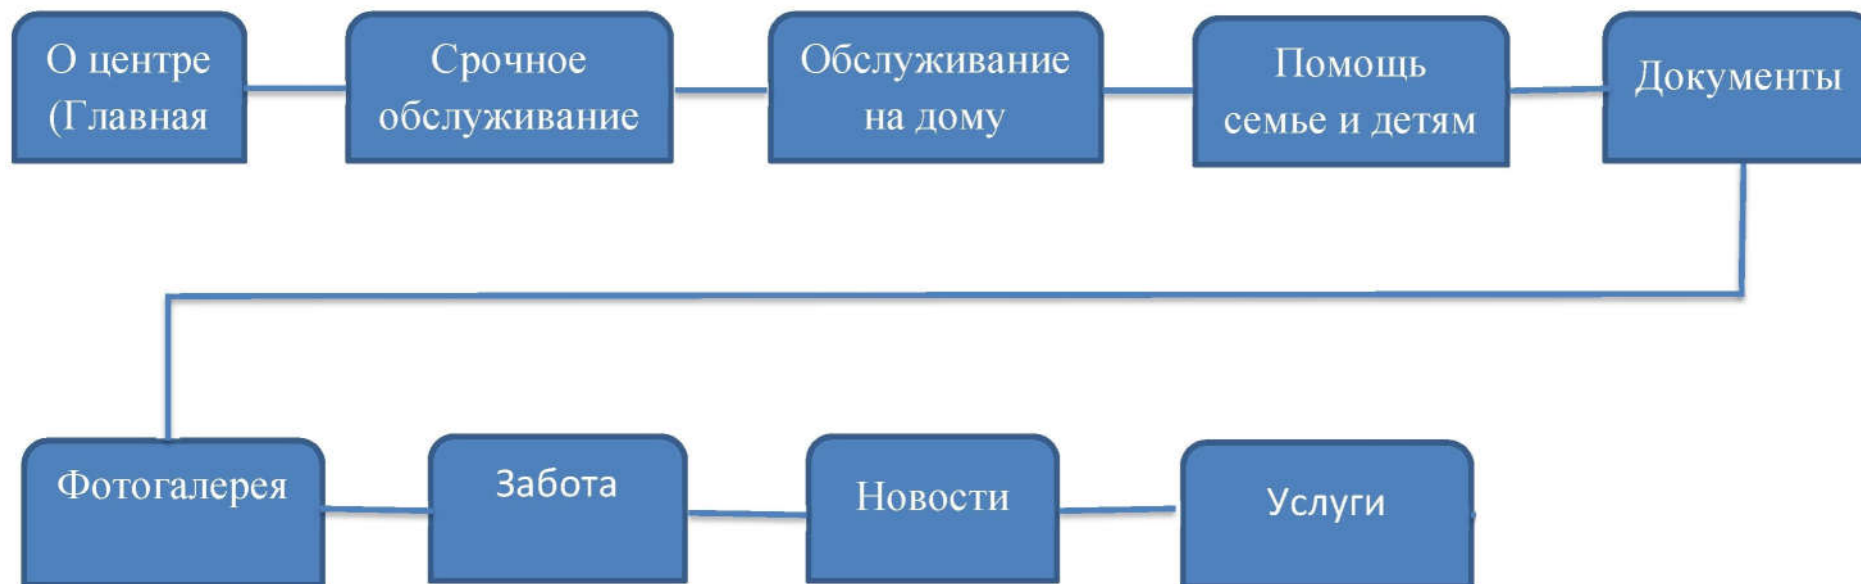 О центре
(Главная
Срочное
обслуживание
Обслуживание
на дому
Помощь
семье и детям
Документы
Фотогалерея
Забота
Новости
Услуги